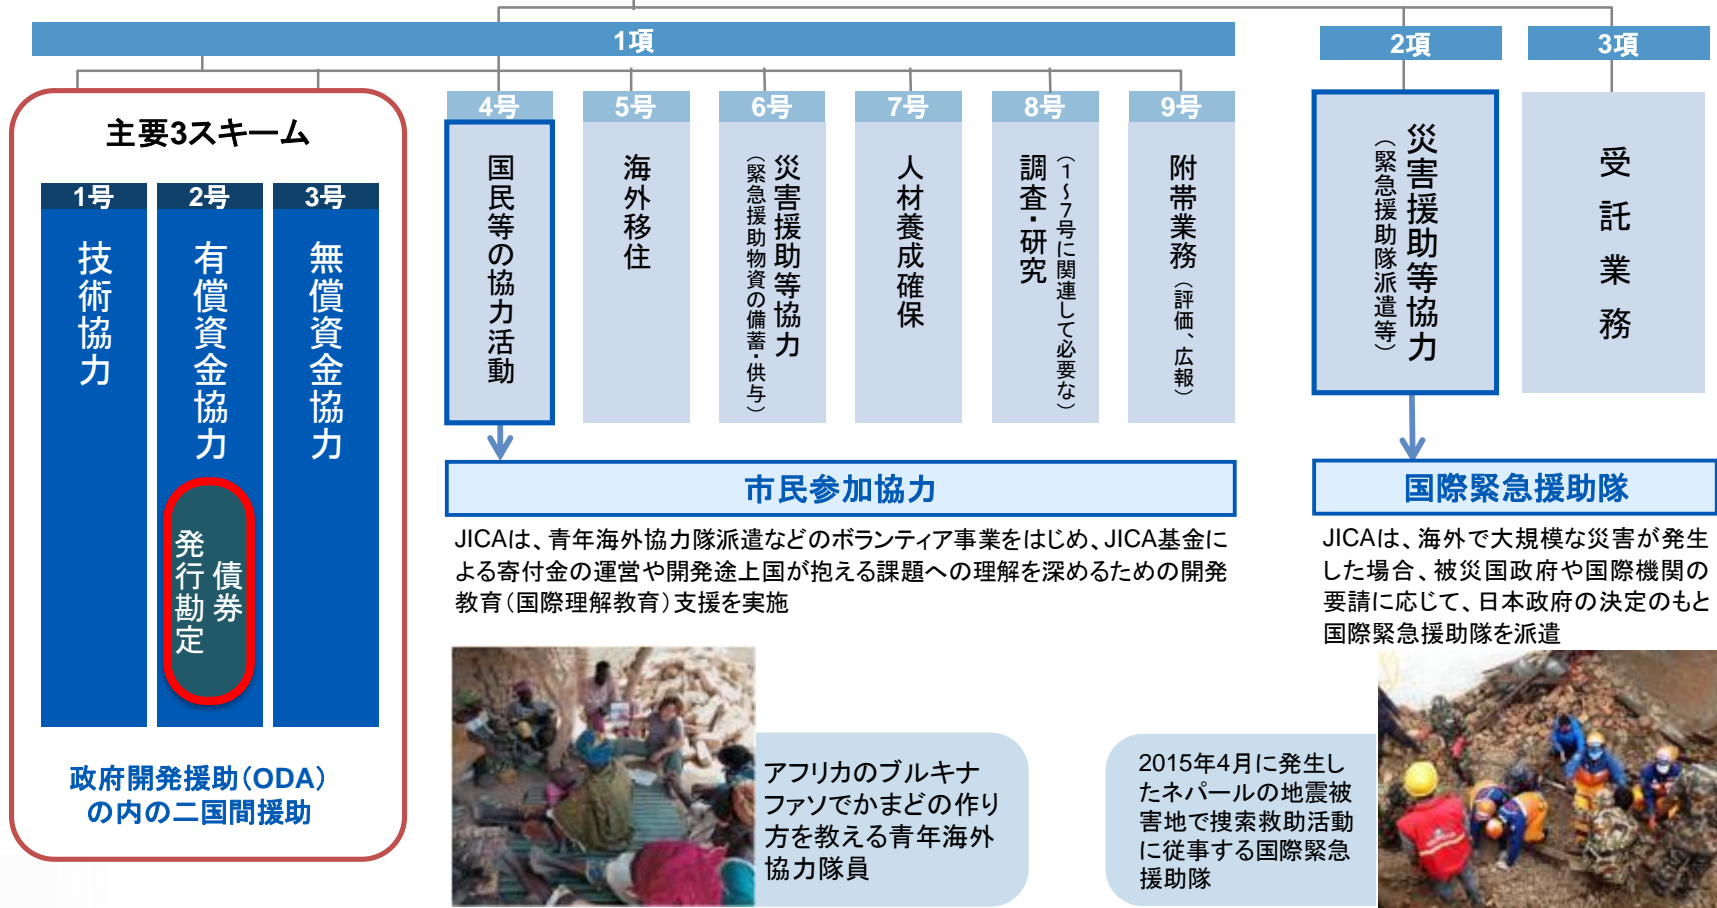 1項
2項
3項
主要3スキーム
1号
技術協力
2号
有償資金協力
債券
発行勘定
3号
無償資金協力
政府開発援助(ODA)
の内の二国間援助
4号
国民等の協力活動
5号
海外移住
6号
災害援助等協力
(緊急援助物資の備蓄・供与)
7号
人材養成確保
8号
(1~7号に関連して必要な)
調査・研究
9号
附帯業務(評価、広報)
災害援助等協力
(緊急援助隊派遣等)
受託業務
市民参加協力
JICAは、青年海外協力隊派遣などのボランティア事業をはじめ、JICA基金に
よる寄付金の運営や開発途上国が抱える課題への理解を深めるための開発
教育(国際理解教育)支援を実施
国際緊急援助隊
JICAは、海外で大規模な災害が発生
した場合、被災国政府や国際機関の
要請に応じて、日本政府の決定のもと
国際緊急援助隊を派遣
アフリカのブルキナ
ファソでかまどの作り
方を教える青年海外
協力隊員
2015年4月に発生し
たネパールの地震被
害地で捜索救助活動
に従事する国際緊急
援助隊